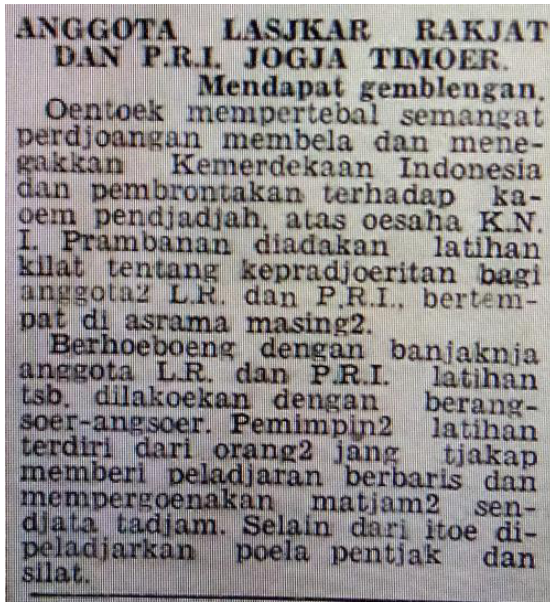 ANGGOTA LASJKAR RAKJAT
DAN P.R.I. JOGJA TIMOER.
Mendapat gemblengan.
Oentoek mempertebal semangat
perdjoangan membela dan mene-
gakkan Kemerdekaan Indonesia
dan pembrontakan terhadap ka-
oem pendjadjah, atas oesaha K.N.
I. Prambanan diadakan latihan
kilat tentang kepradjoeritan bagi
anggota2 L.R. dan P.R.I., bertem-
pat di asrama masing2.
Berhoeboeng dengan banjaknja
anggota L.R. dan P.R.I. latihan
tsb. dilakoekan dengan berang-
soer-angsoer. Pemimpin2 latihan
terdiri dari orang2 jang tjakap
memberi peladjaran berbaris dan
mempergoenakan matjam2 sen-
djata tadjam. Selain dari itoe di-
peladjarkan poela pentjak dan
silat.